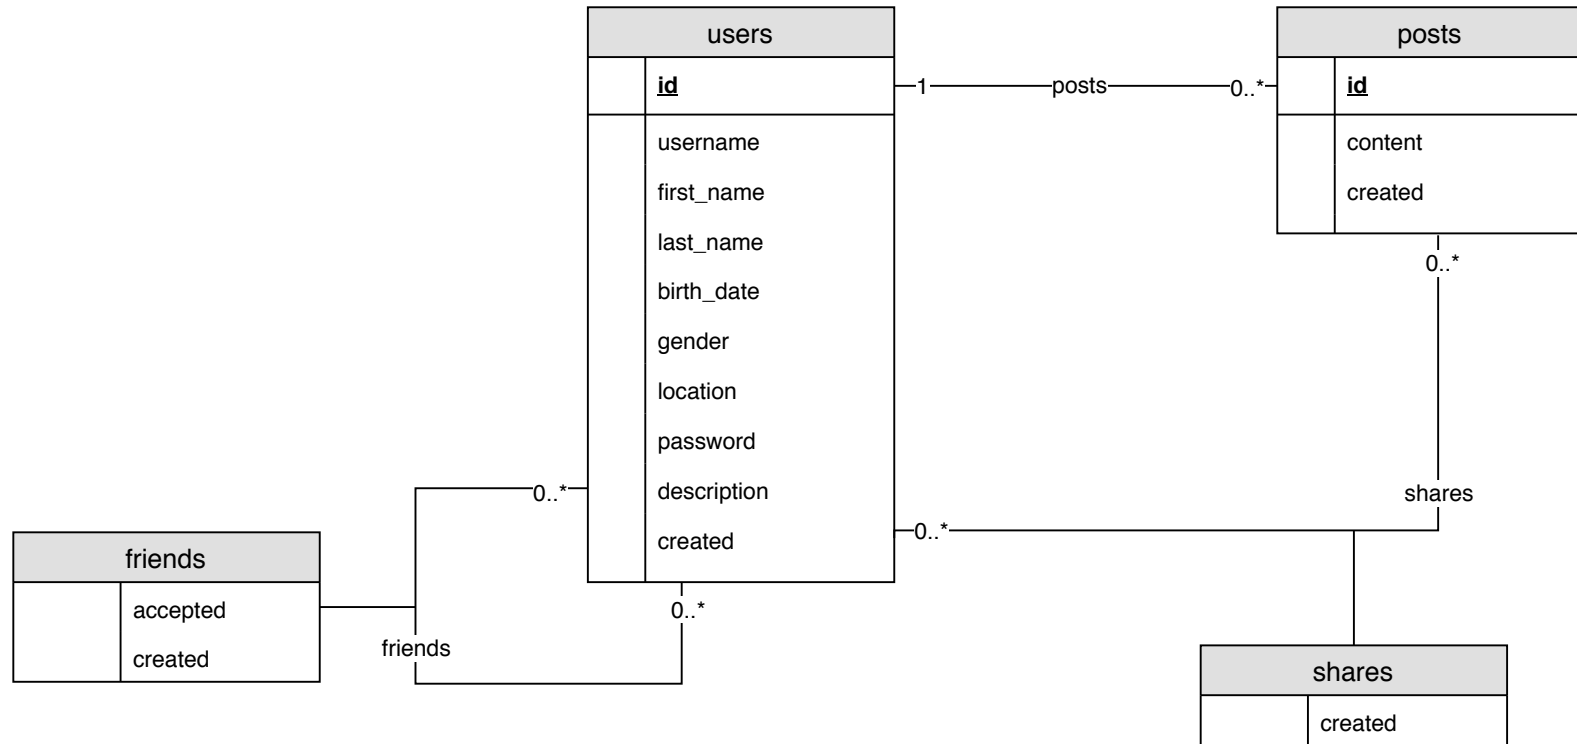 users
id
username
first_name
last_name
birth_date
gender
location
password
description
created
1
posts
0..*
posts
id
content
created
0..*
shares
0..*
0..*
0..*
friends
friends
accepted
created
shares
created